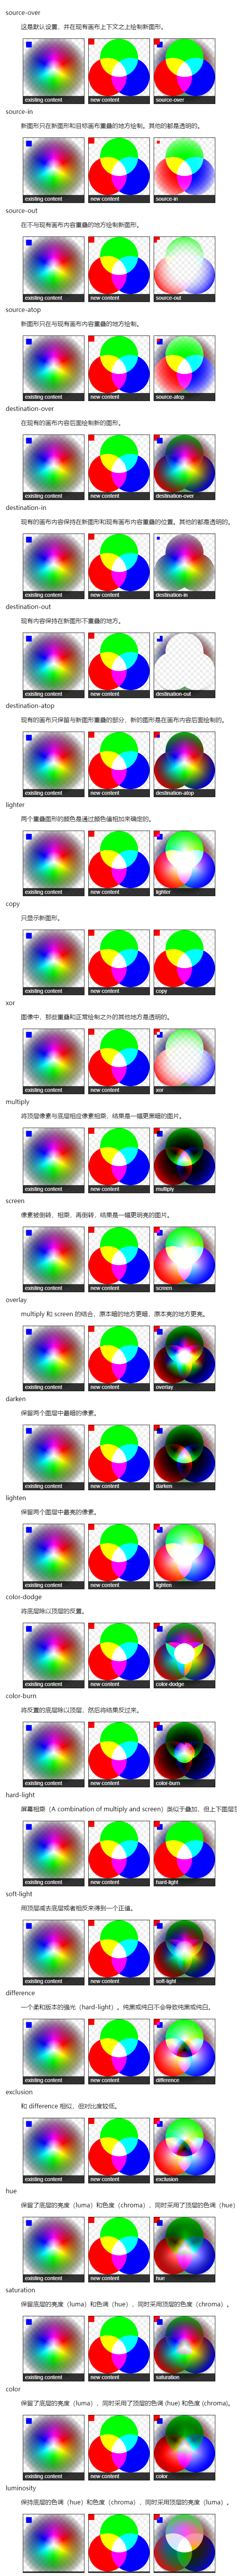 source-over
这是默认设置，并在现有画布上下文之上绘制新图形。
existing content new content source-over
source-in
新图形只在新图形和目标画布重叠的地方绘制。其他的都是透明的。
existing content new content source-in
source-out
在不与现有画布内容重叠的地方绘制新图形。
existing content new content source-out
source-atop
新图形只在与现有画布内容重叠的地方绘制。
existing content new content source-atop
destination-over
在现有的画布内容后面绘制新的图形。
existing content new content destination-over
destination-in
现有的画布内容保持在新图形和现有画布内容重叠的位置。其他的都是透明的。
existing content new content destination-in
destination-out
现有内容保持在新图形不重叠的地方。
existing content new content destination-out
destination-atop
现有的画布只保留与新图形重叠的部分，新的图形是在画布内容后面绘制的。
existing content new content destination-atop
lighter
两个重叠图形的颜色是通过颜色值相加来确定的。
existing content new content lighter
copy
只显示新图形。
existing content new content copy
xor
图像中，那些重叠和正常绘制之外的其他地方是透明的。
existing content new content xor
multiply
将顶层像素与底层相应像素相乘，结果是一幅更黑暗的图片。
existing content new content multiply
screen
像素被倒转，相乘，再倒转，结果是一幅更明亮的图片。
existing content new content screen
overlay
multiply 和 screen 的结合，原本暗的地方更暗，原本亮的地方更亮。
existing content new content overlay
darken
保留两个图层中最暗的像素。
existing content new content darken
lighten
保留两个图层中最亮的像素。
existing content new content lighten
color-dodge
将底层除以顶层的反置。
existing content new content color-dodge
color-burn
将反置的底层除以顶层，然后将结果反过来。
existing content new content color-burn
hard-light
屏幕相乘（A combination of multiply and screen）类似于叠加，但上下图层互
existing content new content hard-light
soft-light
用顶层减去底层或者相反来得到一个正值。
existing content new content soft-light
difference
一个柔和版本的强光（hard-light）。纯黑或纯白不会导致纯黑或纯白。
existing content new content difference
exclusion
和 difference 相似，但对比度较低。
existing content new content exclusion
hue
保留了底层的亮度（luma）和色度（chroma），同时采用了顶层的色调（hue）
existing content new content hue
saturation
保留底层的亮度（luma）和色调（hue），同时采用顶层的色度（chroma）。
existing content new content saturation
color
保留了底层的亮度（luma），同时采用了顶层的色调 (hue) 和色度 (chroma)。
existing content new content color
luminosity
保持底层的色调（hue）和色度（chroma），同时采用顶层的亮度（luma）。